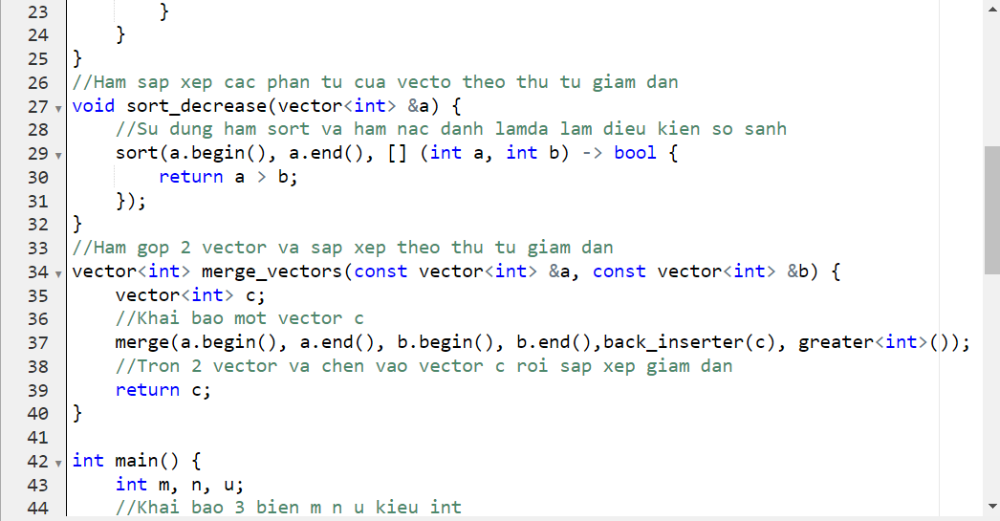 23 }
24 }
25 }
26 //Ham sap xep cac phan tu cua vecto theo thu tu giam dan
27 void sort_decrease(vector<int> &a) {
28 //Su dung ham sort va ham nac danh lamda lam dieu kien so sanh
29 sort(a.begin(), a.end(), [] (int a, int b) -> bool {
30 return a > b;
31 });
32 }
33 //Ham gop 2 vector va sap xep theo thu tu giam dan
34 vector<int> merge_vectors(const vector<int> &a, const vector<int> &b) {
35 vector<int> c;
36 //Khai bao mot vector c
37 merge(a.begin(), a.end(), b.begin(), b.end(),back_inserter(c), greater<int>());
38 //Tron 2 vector va chen vao vector c roi sap xep giam dan
39 return c;
40 }
41
42 int main() {
43 int m, n, u;
44 //Khai bao 3 bien m n u kieu int